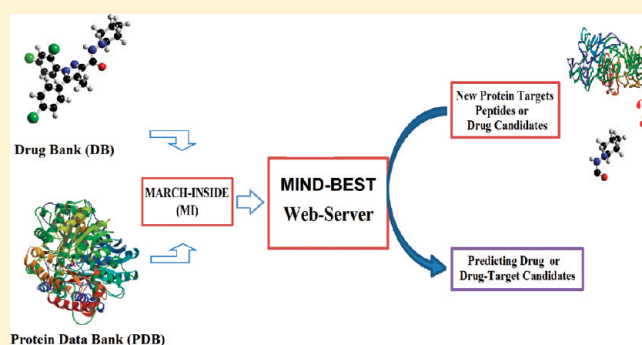 Drug Bank (DB)
Protein Data Bank (PDB)
MARCH-INSIDE
(MI)
MIND-BEST
Web-Server
New Protein Targets
Peptides or
Drug Candidates
?
Predicting Drug or
Drug-Target Candidates